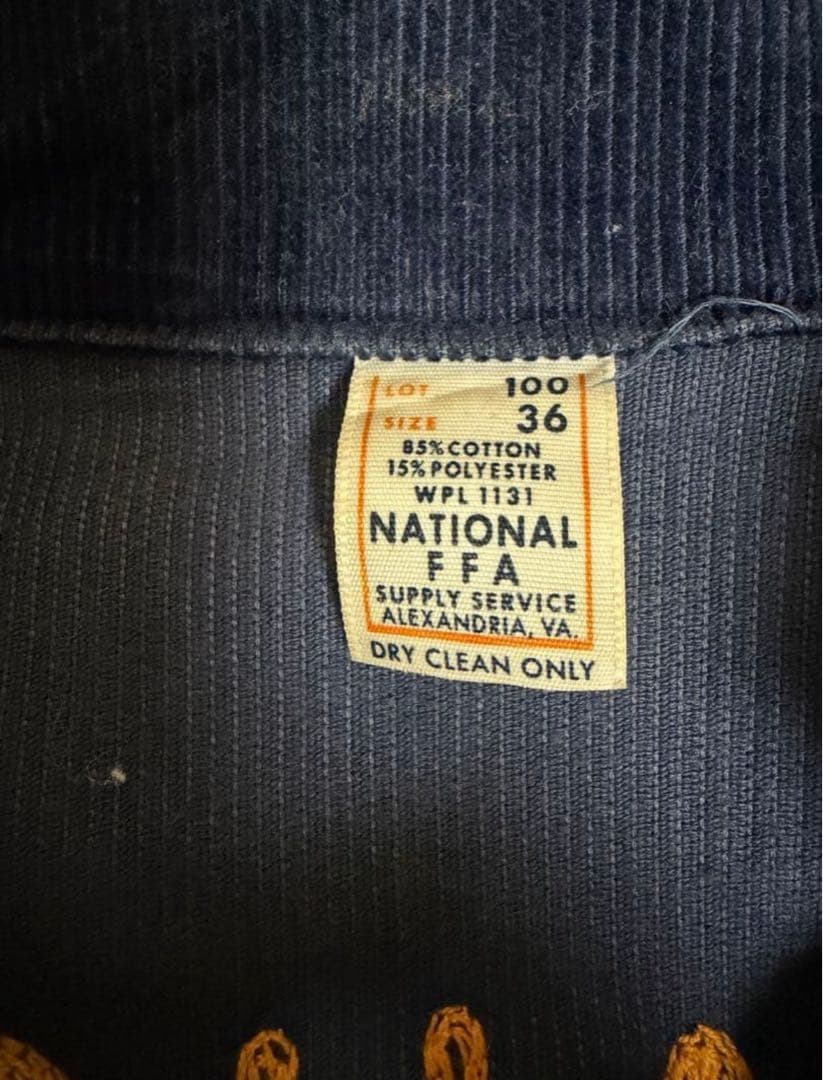 LOT 100
SIZE 36
85% COTTON
15% POLYESTER
WPL 1131
NATIONAL
FFA
SUPPLY SERVICE
ALEXANDRIA, VA.
DRY CLEAN ONLY